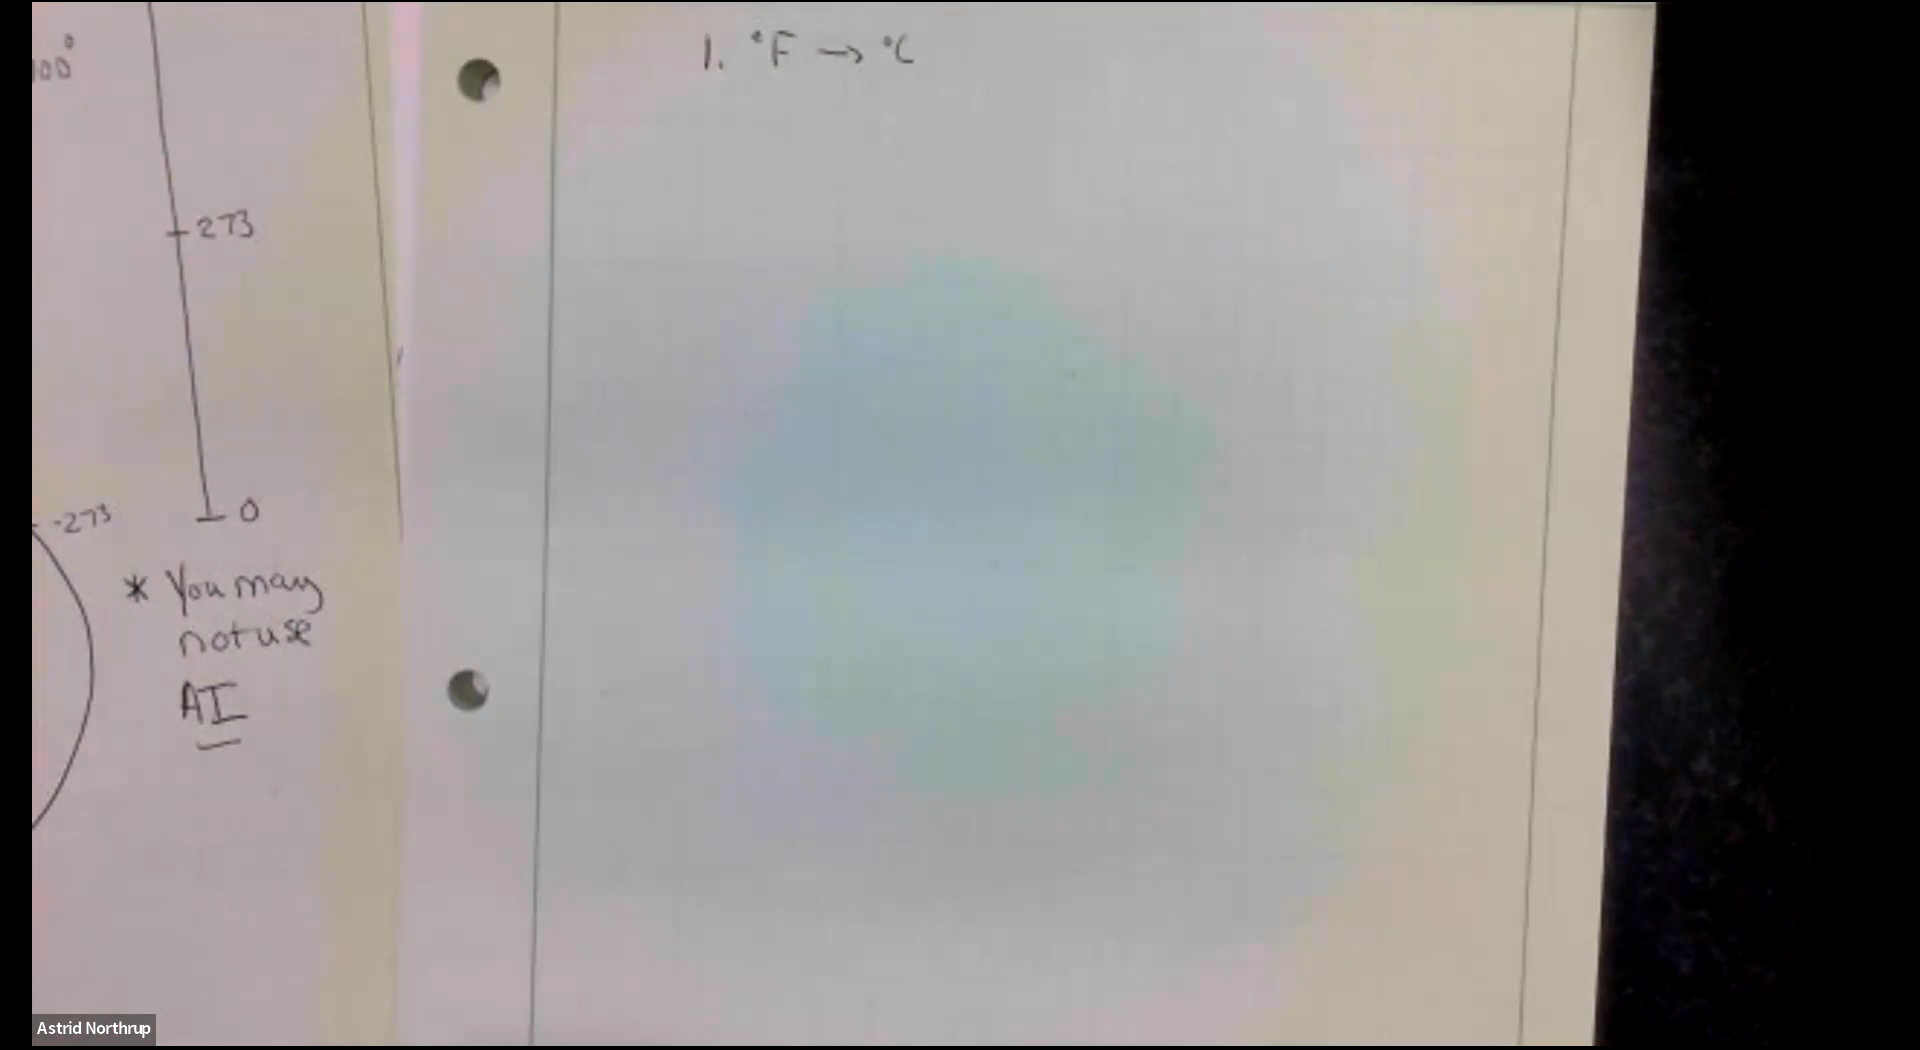 100°
273
-273
0
* You may
not use
AI
1. °F → °C
Astrid Northrup